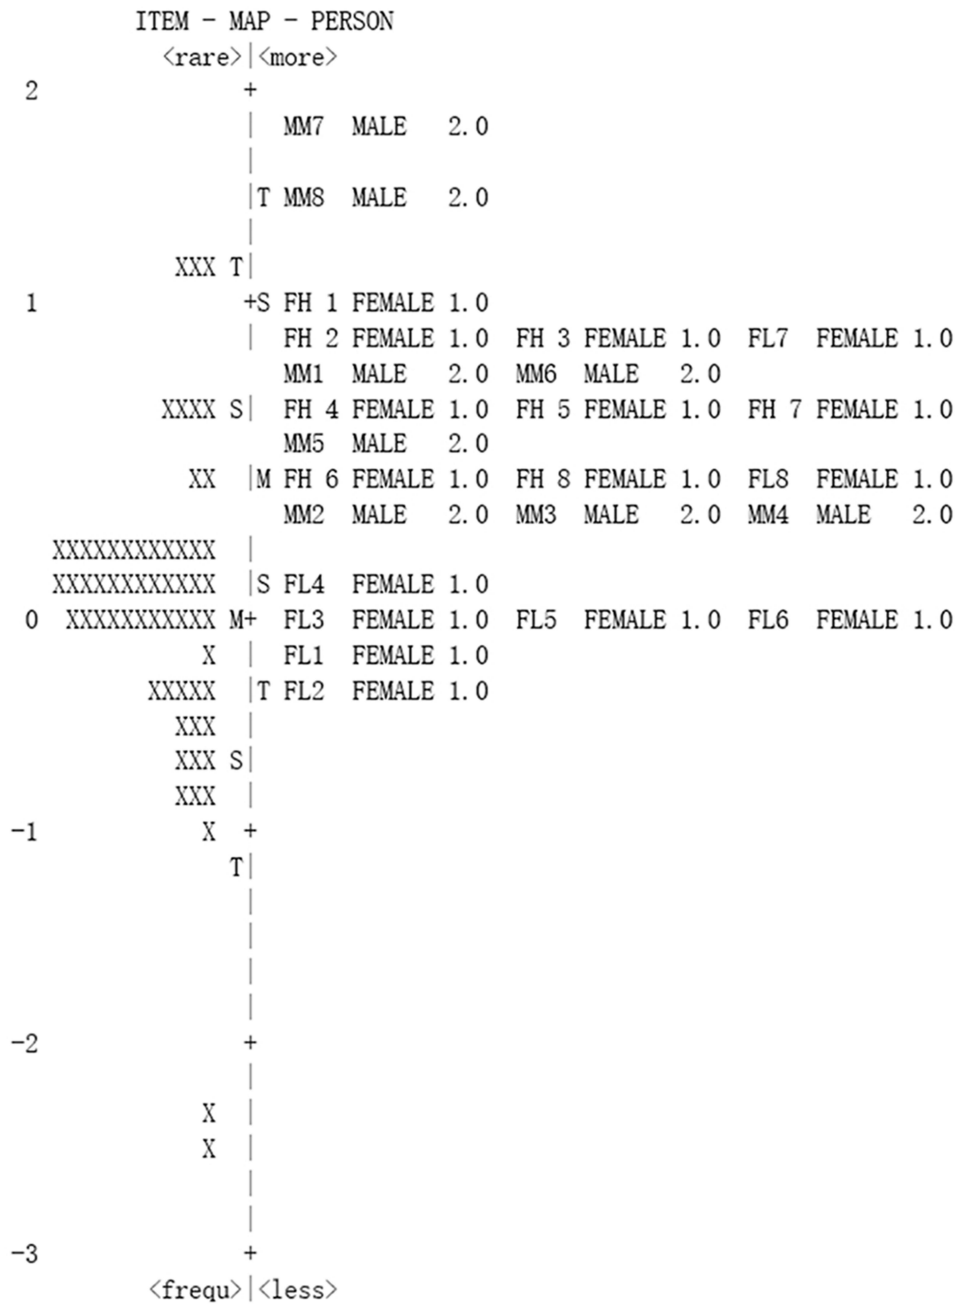 ITEM - MAP - PERSON
<rare>|<more>
2 +
| MM7 MALE 2.0
|
|T MM8 MALE 2.0
|
XXX T|
1 +S FH 1 FEMALE 1.0
| FH 2 FEMALE 1.0 FH 3 FEMALE 1.0 FL7 FEMALE 1.0
MM1 MALE 2.0 MM6 MALE 2.0
XXXX S| FH 4 FEMALE 1.0 FH 5 FEMALE 1.0 FH 7 FEMALE 1.0
MM5 MALE 2.0
XX |M FH 6 FEMALE 1.0 FH 8 FEMALE 1.0 FL8 FEMALE 1.0
MM2 MALE 2.0 MM3 MALE 2.0 MM4 MALE 2.0
XXXXXXXXXXXX |
XXXXXXXXXXXX |S FL4 FEMALE 1.0
0 XXXXXXXXXXX M+ FL3 FEMALE 1.0 FL5 FEMALE 1.0 FL6 FEMALE 1.0
X | FL1 FEMALE 1.0
XXXXX |T FL2 FEMALE 1.0
XXX |
XXX S|
XXX |
-1 X +
T|
|
|
|
|
-2 +
|
X |
X |
|
|
-3 +
<frequ>|<less>